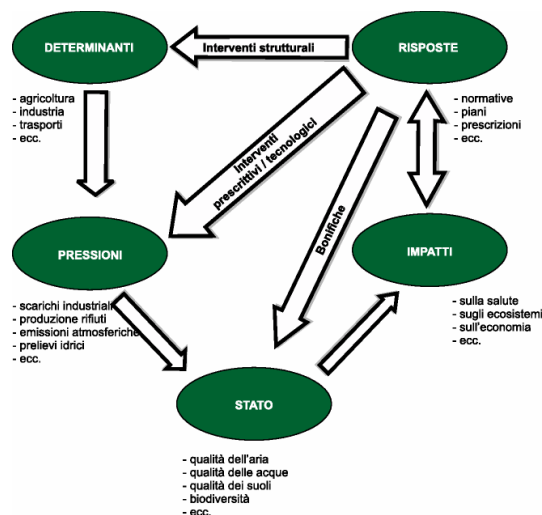 DETERMINANTI
Interventi strutturali
RISPOSTE
- agricoltura
- industria
- trasporti
- ecc.
- normative
- piani
- prescrizioni
- ecc.
Interventi
prescrittivi / tecnologici
Bonifiche
PRESSIONI
IMPATTI
- scarichi industriali
- produzione rifiuti
- emissioni atmosferiche
- prelievi idrici
- ecc.
- sulla salute
- sugli ecosistemi
- sull'economia
- ecc.
STATO
- qualità dell'aria
- qualità delle acque
- qualità dei suoli
- biodiversità
- ecc.